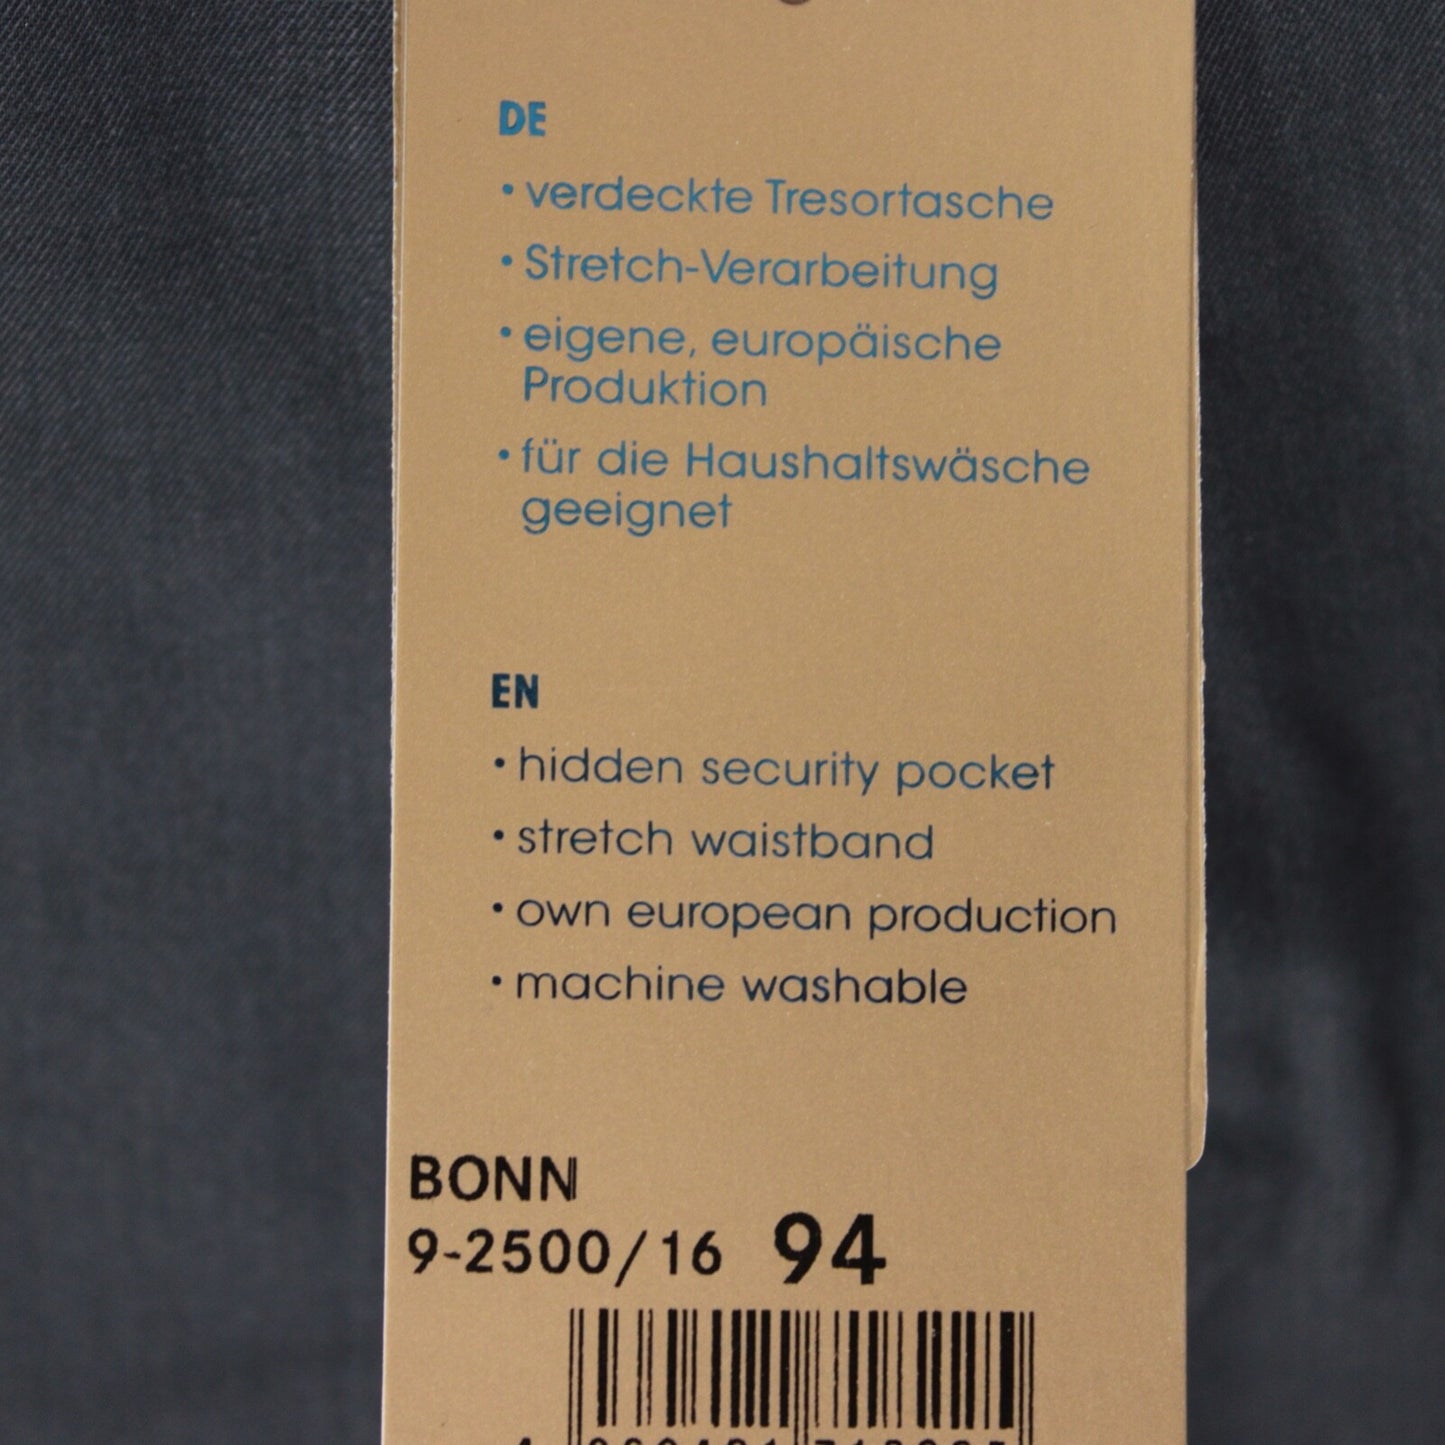 DE
• verdeckte Tresortasche
• Stretch-Verarbeitung
• eigene, europäische
Produktion
• für die Haushaltswäsche
geeignet
EN
• hidden security pocket
• stretch waistband
• own european production
• machine washable
BONN
9-2500/16 94